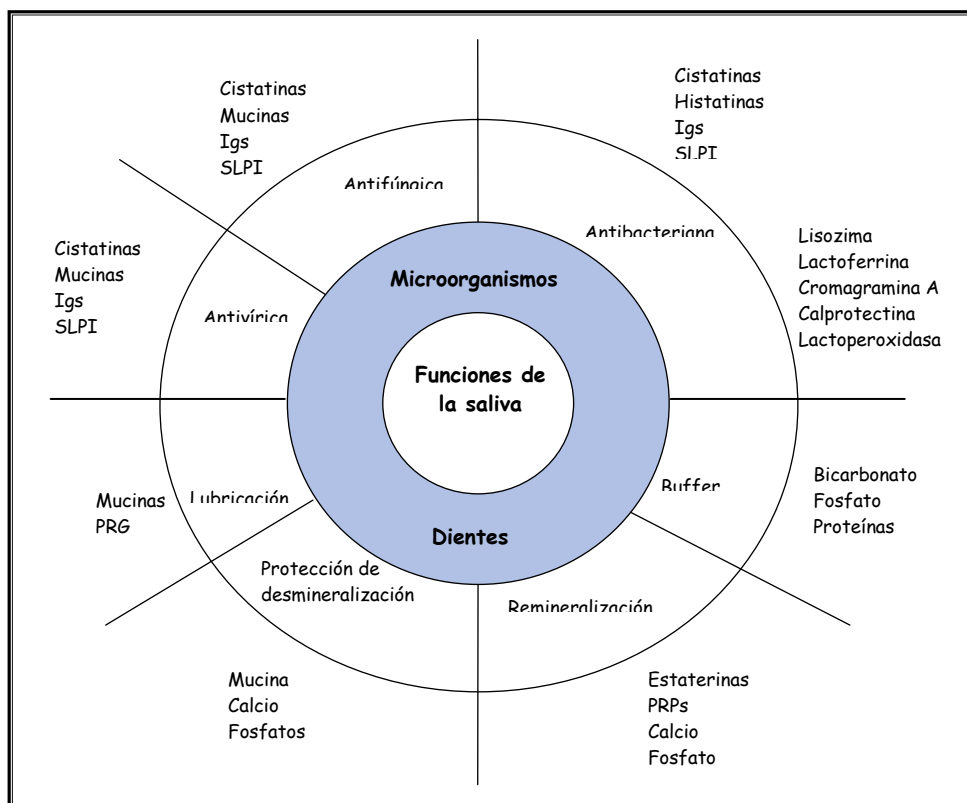 Cistatinas
Mucinas
Igs
SLPI
Cistatinas
Histatinas
Igs
SLPI
Antifúngica
Antibacteriana
Cistatinas
Mucinas
Igs
SLPI
Antivírica
Microorganismos
Lisozima
Lactoferrina
Cromagramina A
Calprotectina
Lactoperoxidasa
Funciones de
la saliva
Mucinas
PRG
Lubricación
Dientes
Buffer
Bicarbonato
Fosfato
Proteínas
Protección de
desmineralización
Remineralización
Mucina
Calcio
Fosfatos
Estaterinas
PRPs
Calcio
Fosfato